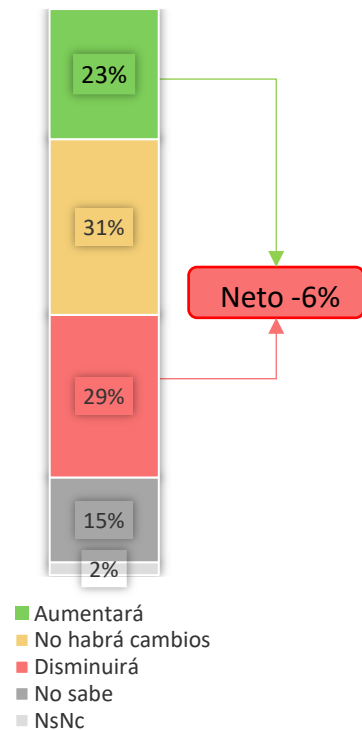 23%
31%
Neto -6%
29%
15%
2%
Aumentará
No habrá cambios
Disminuirá
No sabe
NsNc